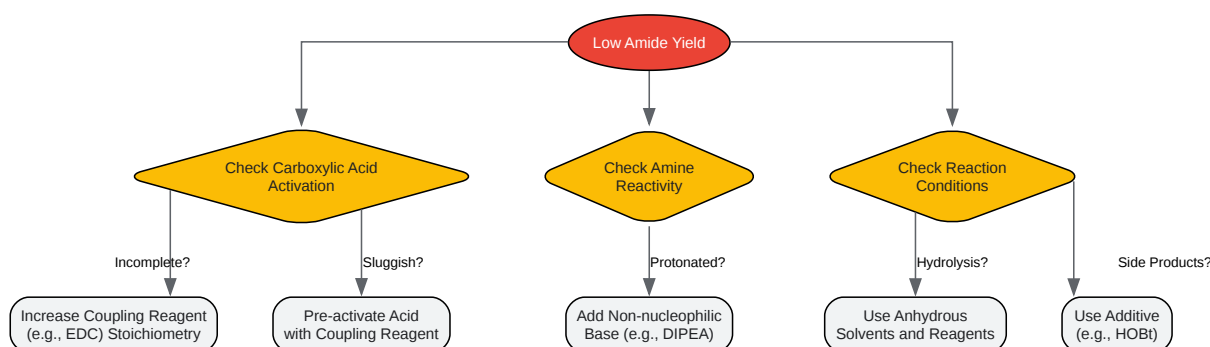 Low Amide Yield
Check Carboxylic Acid
Activation
Check Amine
Reactivity
Check Reaction
Conditions
Incomplete?
Sluggish?
Protonated?
Hydrolysis?
Side Products?
Increase Coupling Reagent
(e.g., EDC) Stoichiometry
Pre-activate Acid
with Coupling Reagent
Add Non-nucleophilic
Base (e.g., DIPEA)
Use Anhydrous
Solvents and Reagents
Use Additive
(e.g., HOBt)